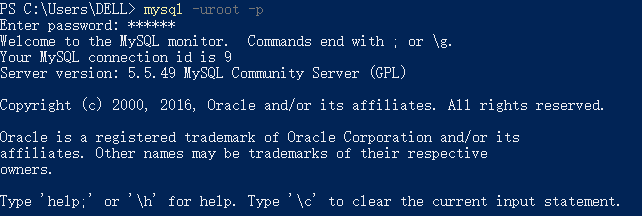 PS C:\Users\DELL> mysql -uroot -p
Enter password: ******
Welcome to the MySQL monitor.  Commands end with ; or \g.
Your MySQL connection id is 9
Server version: 5.5.49 MySQL Community Server (GPL)

Copyright (c) 2000, 2016, Oracle and/or its affiliates. All rights reserved.

Oracle is a registered trademark of Oracle Corporation and/or its
affiliates. Other names may be trademarks of their respective
owners.

Type 'help;' or '\h' for help. Type '\c' to clear the current input statement.